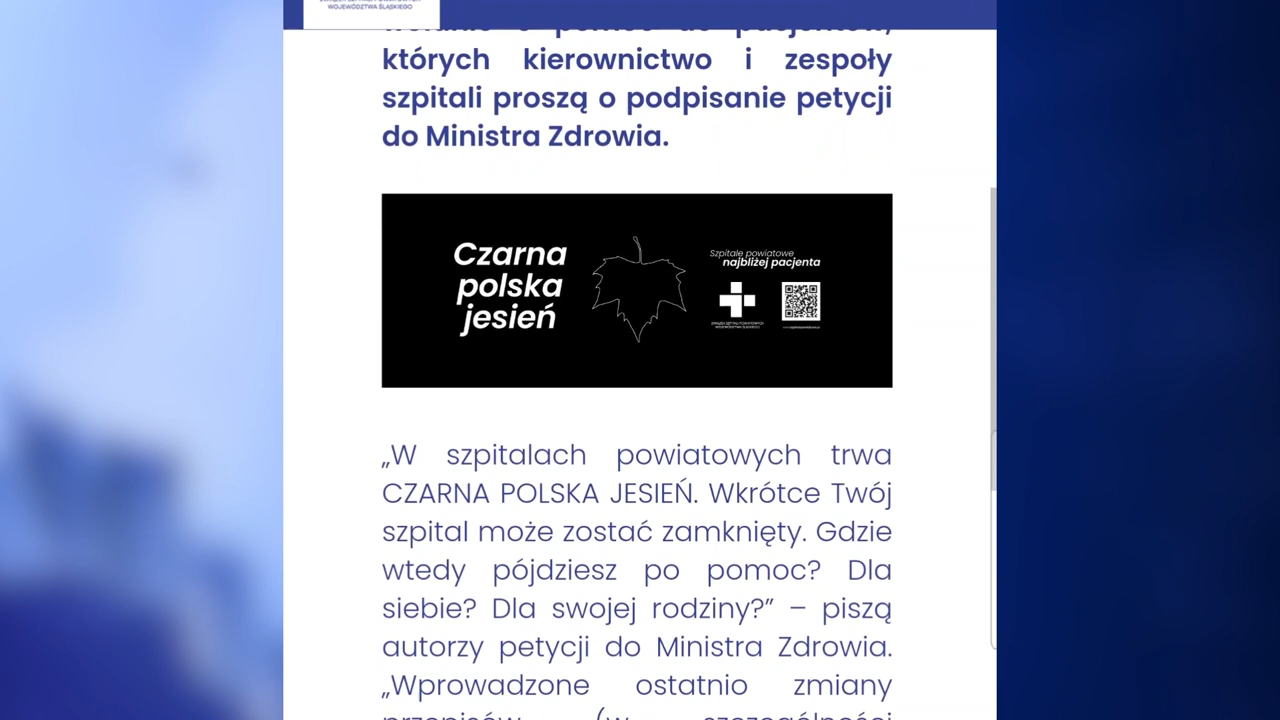 WOJEWÓDZTWA ŚLĄSKIEGO
których kierownictwo i zespoły
szpitali proszą o podpisanie petycji
do Ministra Zdrowia.
Czarna
polska
jesień
Szpitale powiatowe
najbliżej pacjenta
„W szpitalach powiatowych trwa
CZARNA POLSKA JESIEŃ. Wkrótce Twój
szpital może zostać zamknięty. Gdzie
wtedy pójdziesz po pomoc? Dla
siebie? Dla swojej rodziny?” – piszą
autorzy petycji do Ministra Zdrowia.
„Wprowadzone ostatnio zmiany